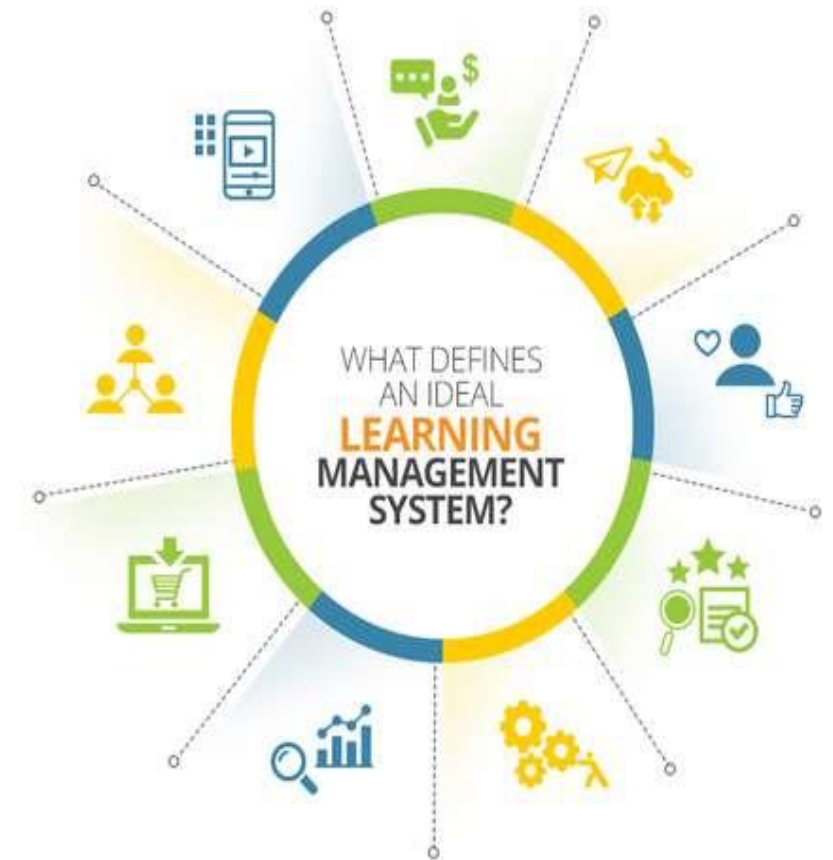 $
WHAT DEFINES
AN IDEAL
LEARNING
MANAGEMENT
SYSTEM?